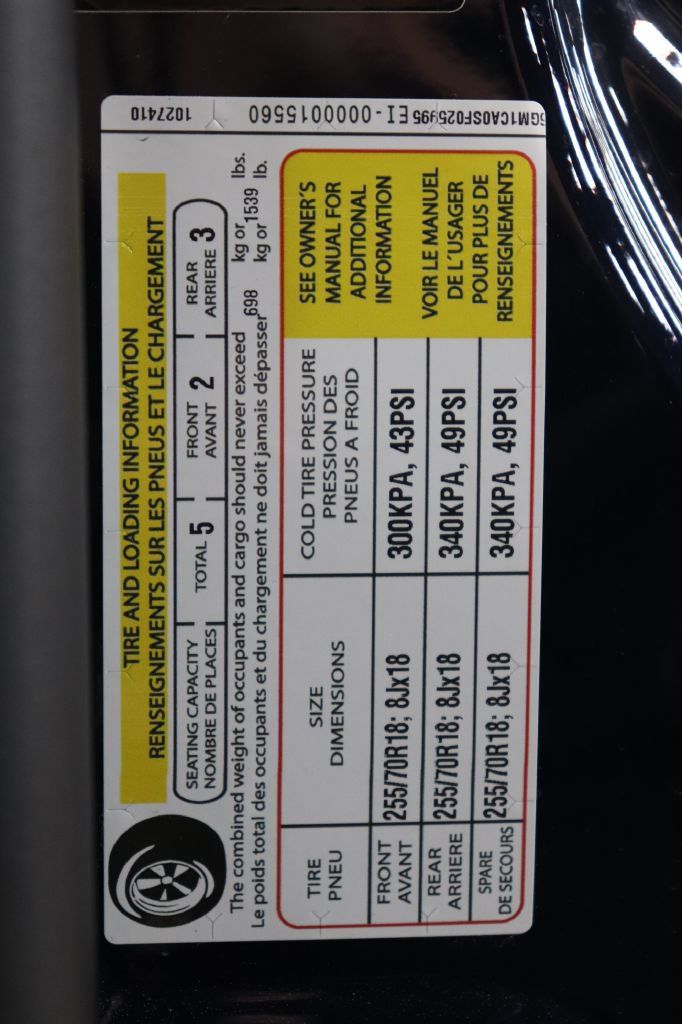 TIRE AND LOADING INFORMATION
RENSEIGNEMENTS SUR LES PNEUS ET LE CHARGEMENT
SEATING CAPACITY
NOMBRE DE PLACES
TOTAL 5
FRONT
AVANT 2
REAR
ARRIERE 3
The combined weight of occupants and cargo should never exceed 698 kg or 1539 lbs.
Le poids total des occupants et du chargement ne doit jamais dépasser kg or lb.
TIRE
PNEU
SIZE
DIMENSIONS
COLD TIRE PRESSURE
PRESSION DES
PNEUS A FROID
SEE OWNER'S
MANUAL FOR
ADDITIONAL
INFORMATION
VOIR LE MANUEL
DE L'USAGER
POUR PLUS DE
RENSEIGNEMENTS
FRONT
AVANT
255/70R18; 8Jx18
300KPA, 43PSI
REAR
ARRIERE
255/70R18; 8Jx18
340KPA, 49PSI
SPARE
DE SECOURS
255/70R18; 8Jx18
340KPA, 49PSI
1027410
EI-0000015560